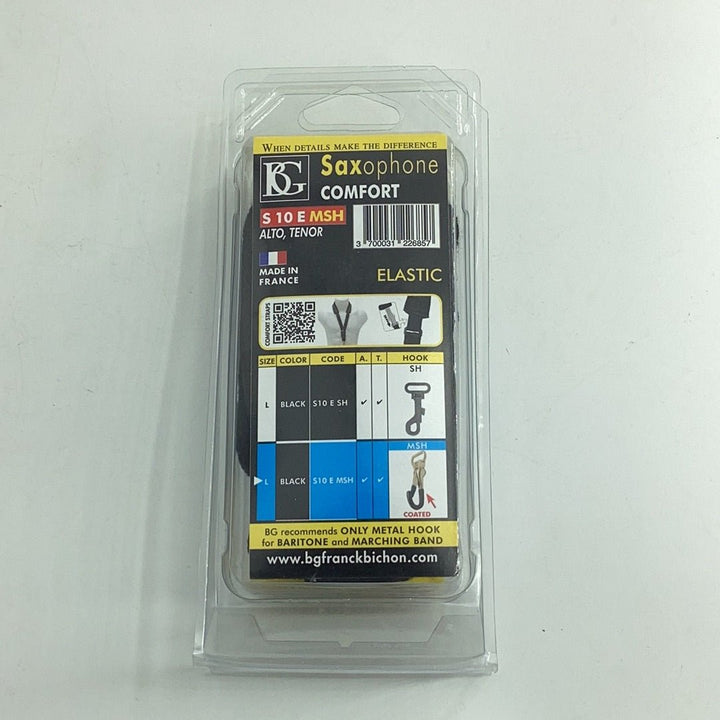 WHEN DETAILS MAKE THE DIFFERENCE
BG
Saxophone
COMFORT
S 10 E MSH
ALTO, TENOR
3 700031 226857
MADE IN
FRANCE
ELASTIC
COMFORT STRAPS
SIZE COLOR CODE A. T. HOOK
SH
L BLACK S10 E SH ✓ ✓
MSH
L BLACK S10 E MSH ✓ ✓
COATED
BG recommends ONLY METAL HOOK
for BARITONE and MARCHING BAND
www.bgfranckbichon.com